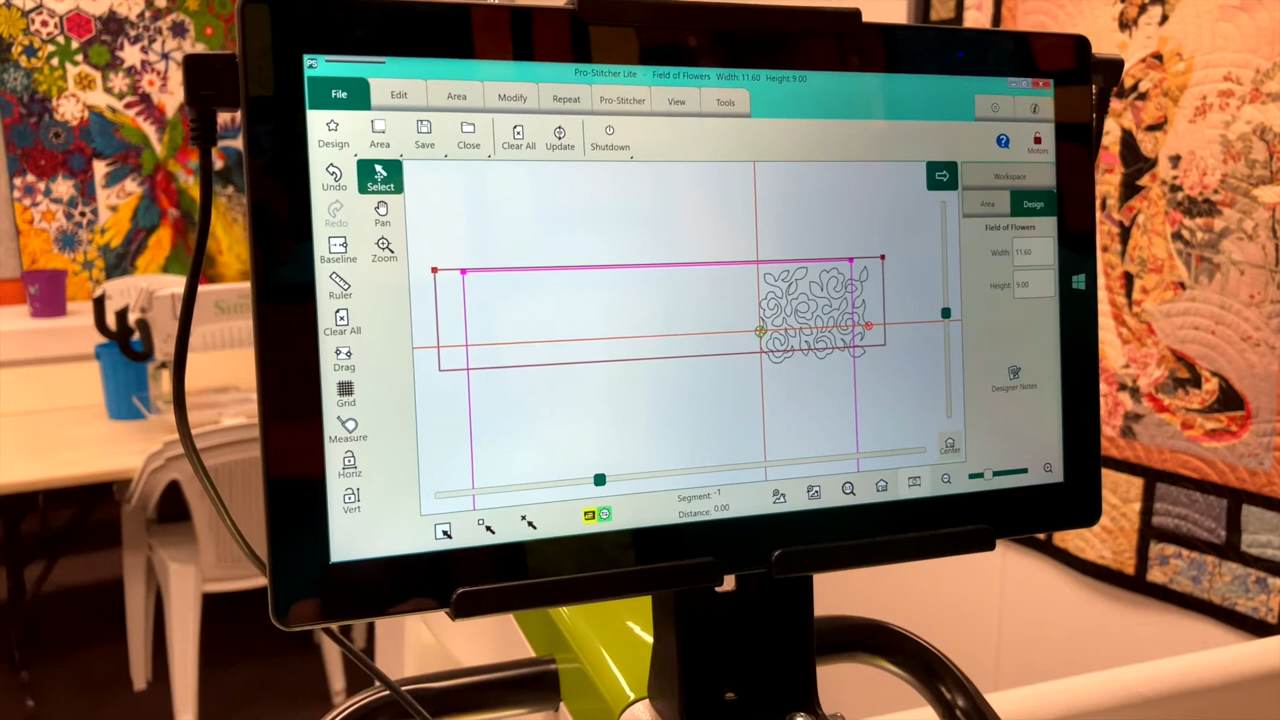 PS
Pro-Stitcher Lite - Field of Flowers Width:11.60 Height:9.00
File Edit Area Modify Repeat Pro-Stitcher View Tools
Design Area Save Close Clear All Update Shutdown Motors
Undo Select
Redo Pan
Baseline Zoom
Ruler
Clear All
Drag
Grid
Measure
Horiz
Vert
Workspace
Area Design
Field of Flowers
Width: 11.60
Height: 9.00
Designer Notes
Center
Segment: -1
Distance: 0.00
1:1